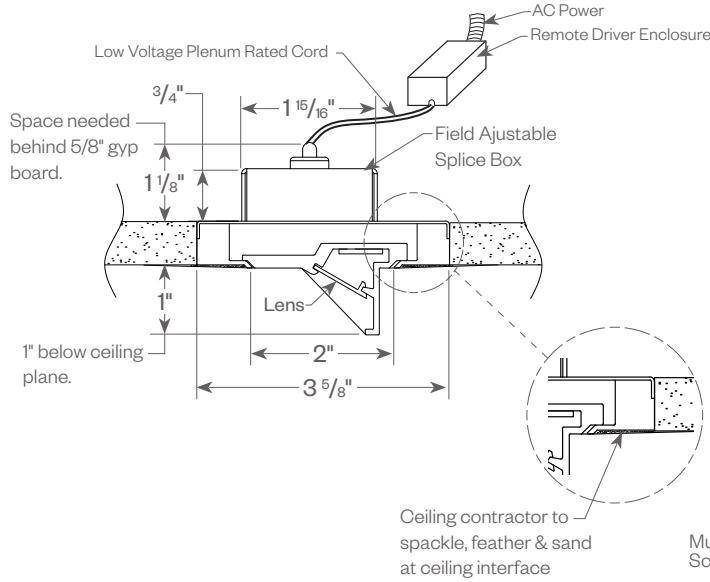 AC Power
Remote Driver Enclosure
Low Voltage Plenum Rated Cord
3/4"
1 15/16"
Space needed
behind 5/8" gyp
board.
Field Ajustable
Splice Box
1 1/8"
1"
Lens
1" below ceiling
plane.
2"
3 5/8"
Ceiling contractor to
spackle, feather & sand
at ceiling interface
Mu
So